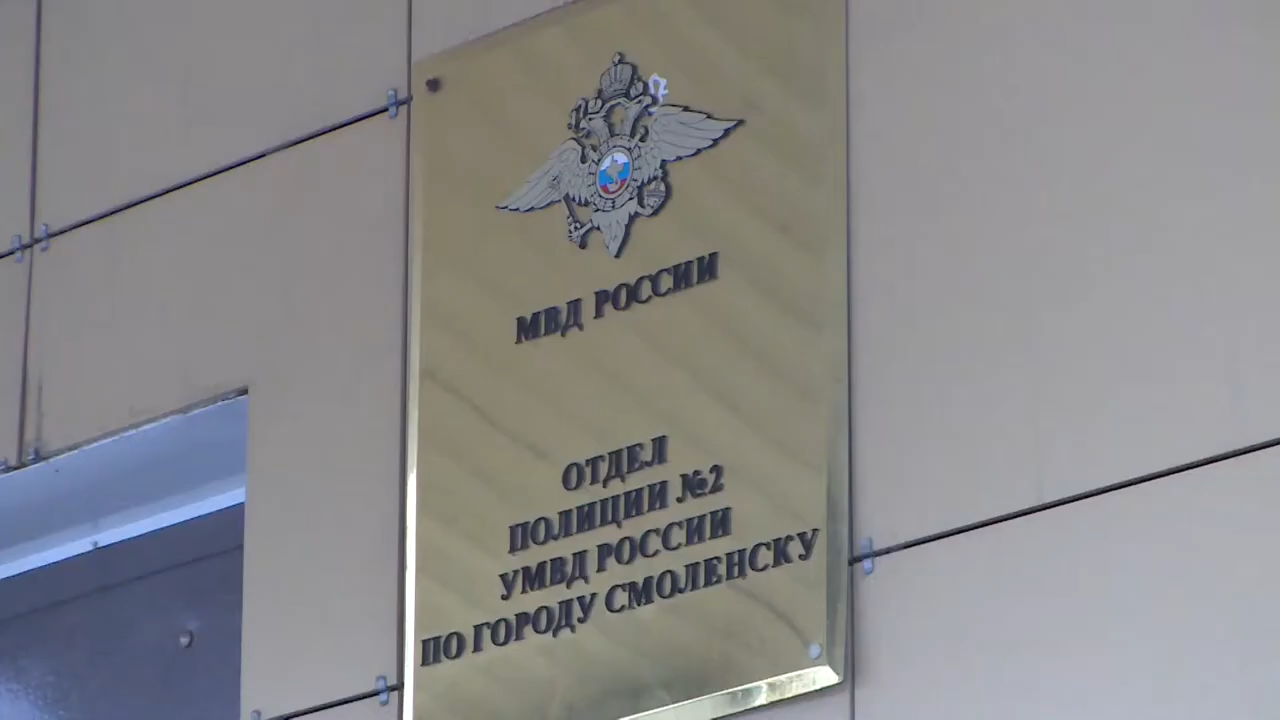 МВД РОССИИ
ОТДЕЛ
ПОЛИЦИИ №2
УМВД РОССИИ
ПО ГОРОДУ СМОЛЕНСКУ